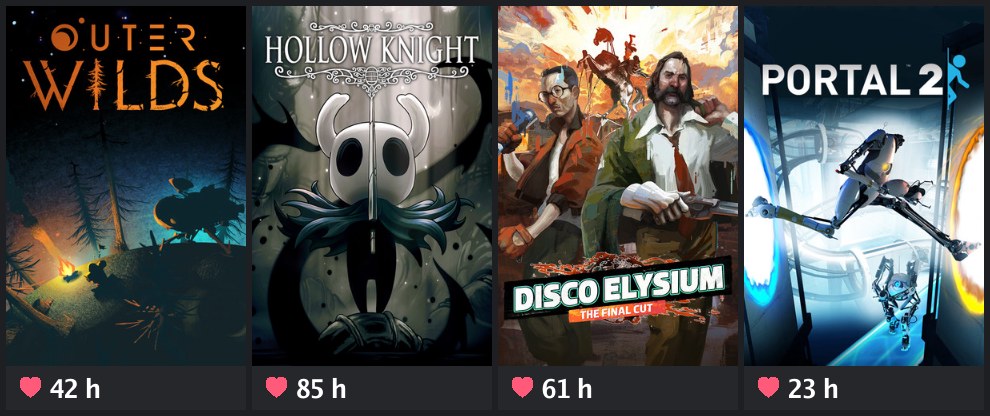 OUTER
WILDS
42 h
HOLLOW KNIGHT
85 h
DISCO ELYSIUM
THE FINAL CUT
61 h
PORTAL 2
23 h